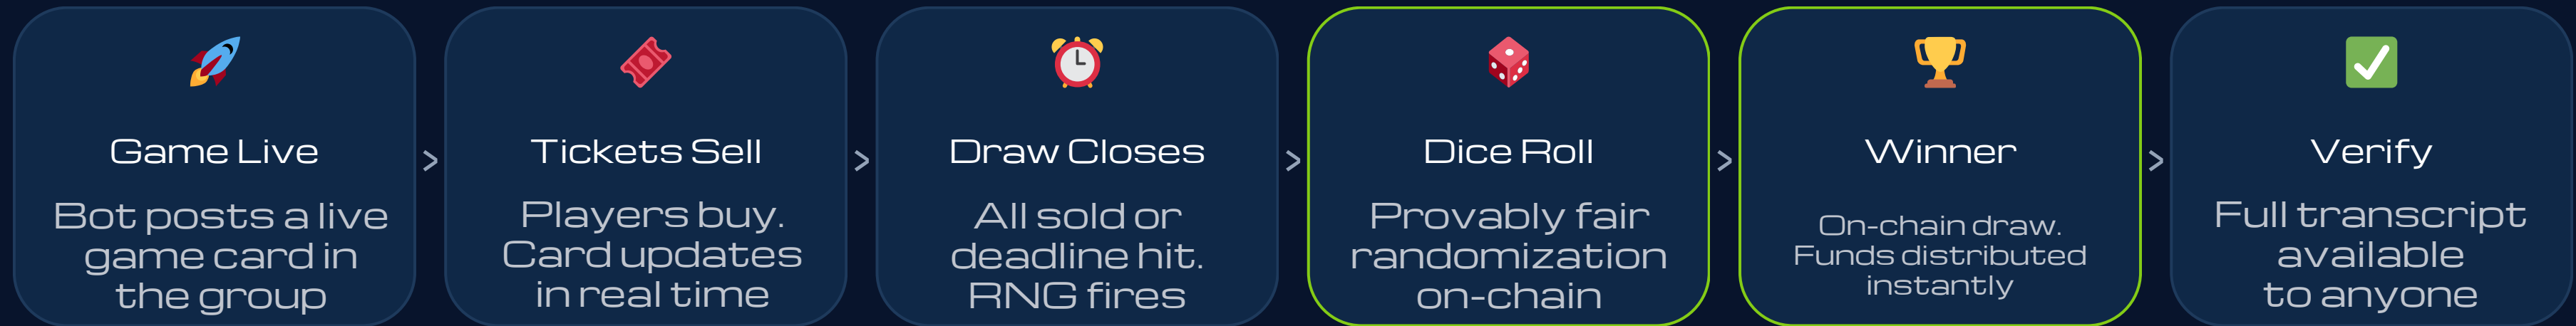 Game Live
Bot posts a live
game card in
the group
>
Tickets Sell
Players buy.
Card updates
in real time
>
Draw Closes
All sold or
deadline hit.
RNG fires
>
Dice Roll
Provably fair
randomization
on-chain
>
Winner
On-chain draw.
Funds distributed
instantly
>
Verify
Full transcript
available
to anyone